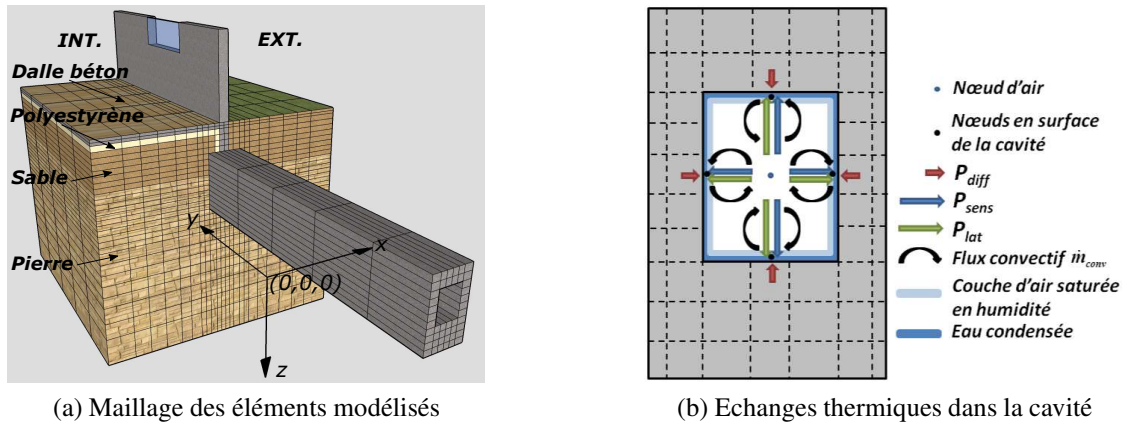 INT.
EXT.
Dalle béton
Polyestyrène
Sable
Pierre
y
x
(0,0,0)
z
(a) Maillage des éléments modélisés
Nœud d'air
Nœuds en surface
de la cavité
P_diff
P_sens
P_lat
Flux convectif ṁ_conv
Couche d'air saturée
en humidité
Eau condensée
(b) Echanges thermiques dans la cavité